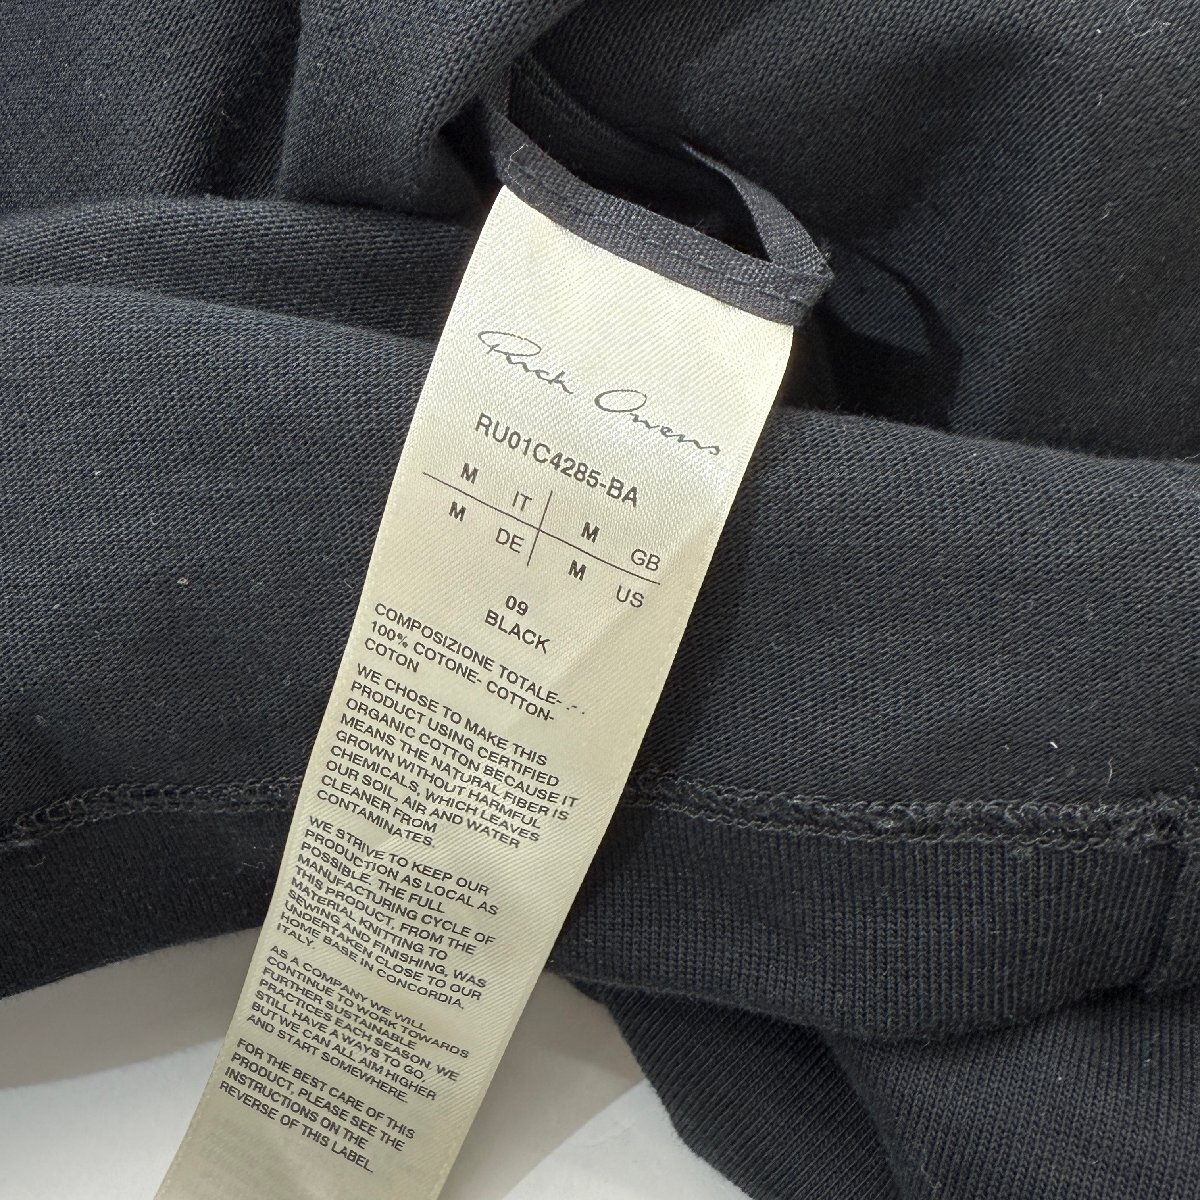 Rick Owens
RU01C4285-BA
M IT M GB
M DE M US
09
BLACK
COMPOSIZIONE TOTALE-
100% COTONE- COTTON-
COTON
WE CHOSE TO MAKE THIS
PRODUCT USING CERTIFIED
ORGANIC COTTON BECAUSE IT
MEANS THE NATURAL FIBER IS
GROWN WITHOUT HARMFUL
CHEMICALS, WHICH LEAVES
OUR SOIL, AIR AND WATER
CLEANER FROM
CONTAMINATES.
WE STRIVE TO KEEP OUR
PRODUCTION AS LOCAL AS
POSSIBLE. THE FULL
MANUFACTURING CYCLE OF
THIS PRODUCT, FROM THE
MATERIAL KNITTING TO
SEWING AND FINISHING, WAS
UNDERTAKEN CLOSE TO OUR
HOME BASE IN CONCORDIA,
ITALY.
AS A COMPANY WE WILL
CONTINUE TO WORK TOWARDS
FURTHER SUSTAINABLE
PRACTICES EACH SEASON. WE
STILL HAVE A WAYS TO GO
BUT WE CAN ALL AIM HIGHER
AND START SOMEWHERE.
FOR THE BEST CARE OF THIS
PRODUCT, PLEASE SEE THE
INSTRUCTIONS ON THE
REVERSE OF THIS LABEL.